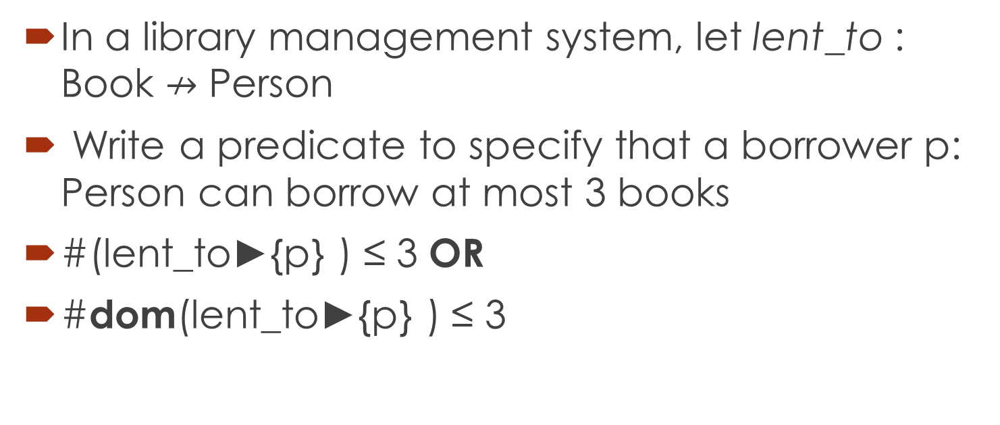 In a library management system, let lent_to :
Book ⇸ Person
Write a predicate to specify that a borrower p:
Person can borrow at most 3 books
#(lent_to►{p} ) ≤ 3 OR
#dom(lent_to►{p} ) ≤ 3